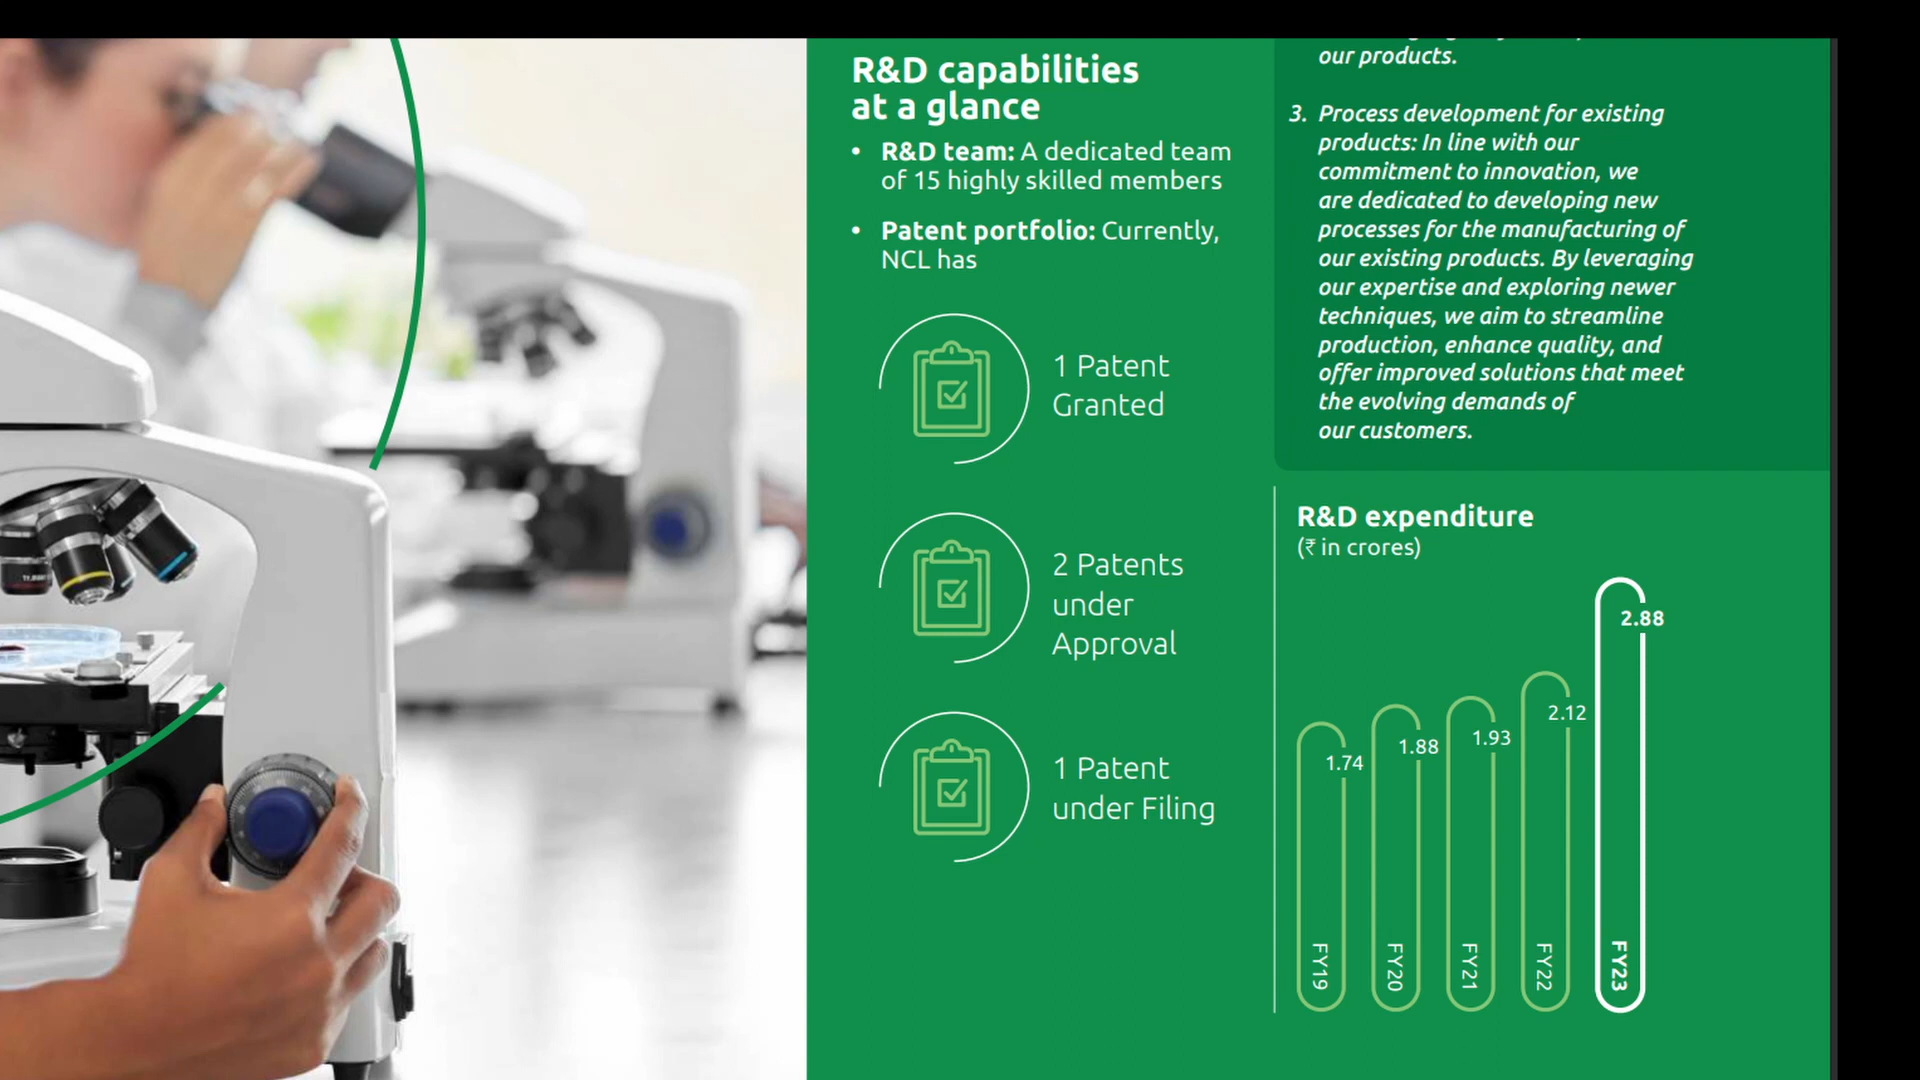 R&D capabilities
at a glance
• R&D team: A dedicated team
of 15 highly skilled members
• Patent portfolio: Currently,
NCL has
1 Patent
Granted
2 Patents
under
Approval
1 Patent
under Filing
our products.
3. Process development for existing
products: In line with our
commitment to innovation, we
are dedicated to developing new
processes for the manufacturing of
our existing products. By leveraging
our expertise and exploring newer
techniques, we aim to streamline
production, enhance quality, and
offer improved solutions that meet
the evolving demands of
our customers.
R&D expenditure
(₹ in crores)
1.74
1.88
1.93
2.12
2.88
FY19
FY20
FY21
FY22
FY23